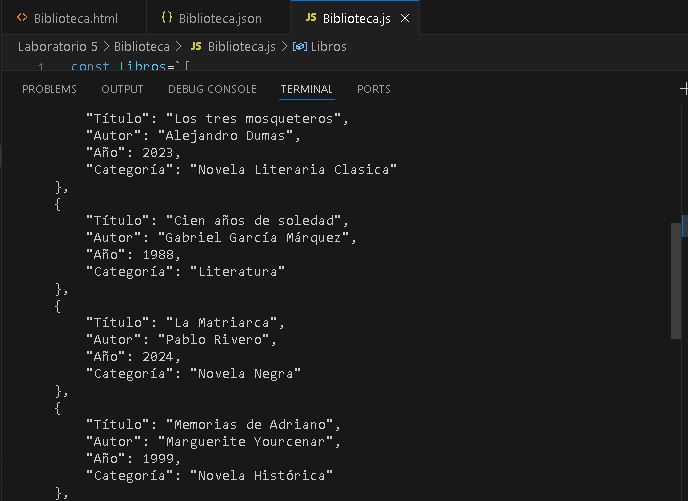 <> Biblioteca.html {} Biblioteca.json JS Biblioteca.js ×
Laboratorio 5 > Biblioteca > JS Biblioteca.js > Libros
1 const Libros=`[
PROBLEMS OUTPUT DEBUG CONSOLE TERMINAL PORTS
"Título": "Los tres mosqueteros",
"Autor": "Alejandro Dumas",
"Año": 2023,
"Categoría": "Novela Literaria Clasica"
},
{
"Título": "Cien años de soledad",
"Autor": "Gabriel García Márquez",
"Año": 1988,
"Categoría": "Literatura"
},
{
"Título": "La Matriarca",
"Autor": "Pablo Rivero",
"Año": 2024,
"Categoría": "Novela Negra"
},
{
"Título": "Memorias de Adriano",
"Autor": "Marguerite Yourcenar",
"Año": 1999,
"Categoría": "Novela Histórica"
},